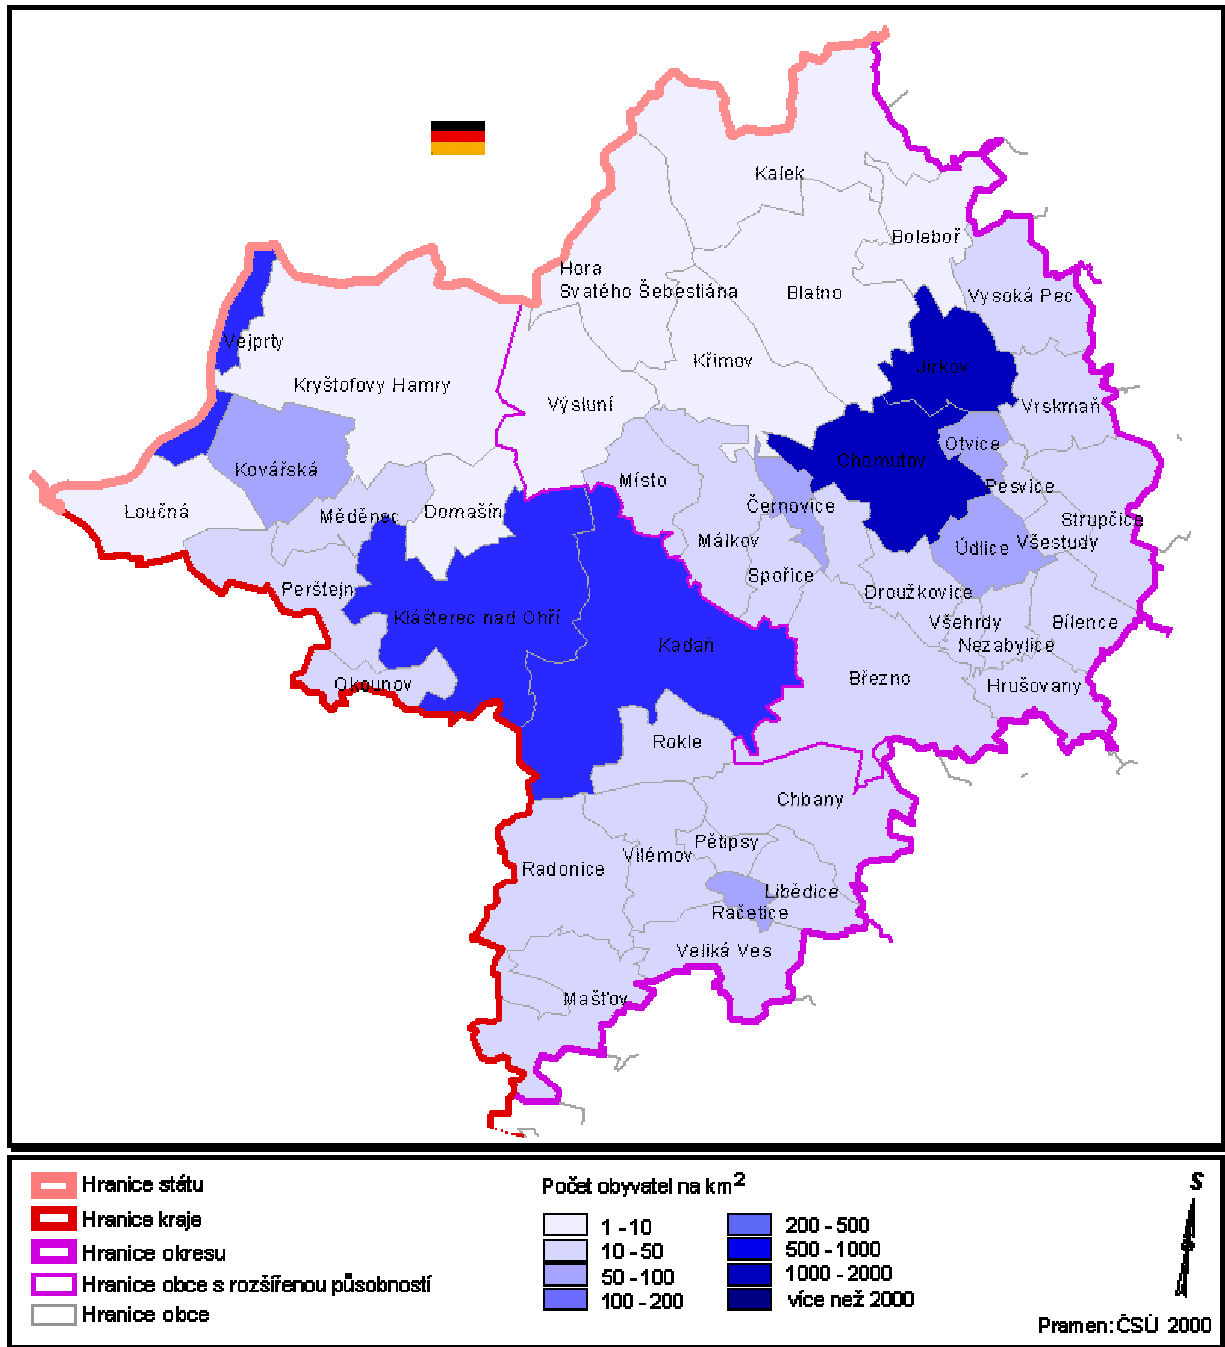 Kalek
Boleboř
Hora
Svatého Šebestiána
Blatno
Vysoká Pec
Vejprty
Křimov
Jirkov
Kryštofovy Hamry
Výsluní
Vrskmaň
Otvice
Kovářská
Chomutov
Místo
Pesvice
Loučná
Měděnec
Domašín
Černovice
Strupčice
Málkov
Údlice
Všestudy
Spořice
Perštejn
Droužkovice
Klášterec nad Ohří
Všehrdy
Bílence
Kadaň
Nezabylice
Okounov
Březno
Hrušovany
Rokle
Chbany
Pětipsy
Vilémov
Radonice
Libědice
Račetice
Veliká Ves
Mašťov
Hranice státu
Hranice kraje
Hranice okresu
Hranice obce s rozšířenou působností
Hranice obce
Počet obyvatel na km²
1 - 10
10 - 50
50 - 100
100 - 200
200 - 500
500 - 1000
1000 - 2000
více než 2000
S
Pramen: ČSÚ 2000